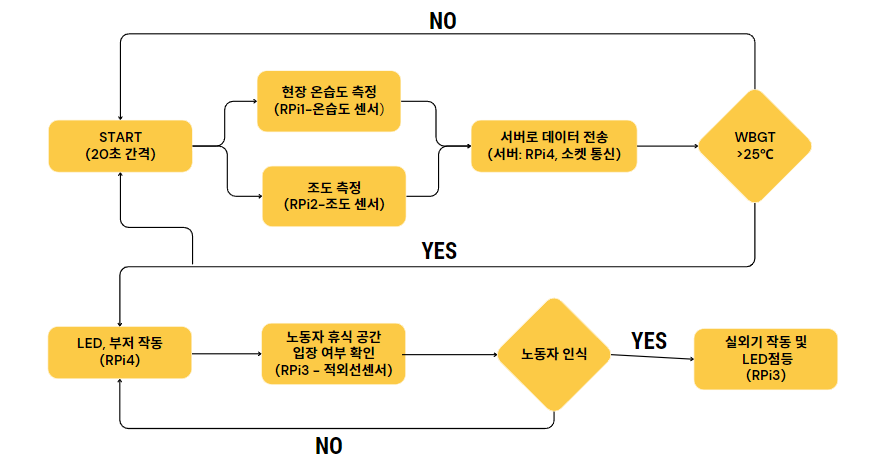 NO
현장 온습도 측정
(RPi1-온습도 센서)
START
(20초 간격)
서버로 데이터 전송
(서버: RPi4, 소켓 통신)
WBGT
>25℃
조도 측정
(RPi2-조도 센서)
YES
LED, 부저 작동
(RPi4)
노동자 휴식 공간
입장 여부 확인
(RPi3 - 적외선센서)
노동자 인식
YES
실외기 작동 및
LED점등
(RPi3)
NO